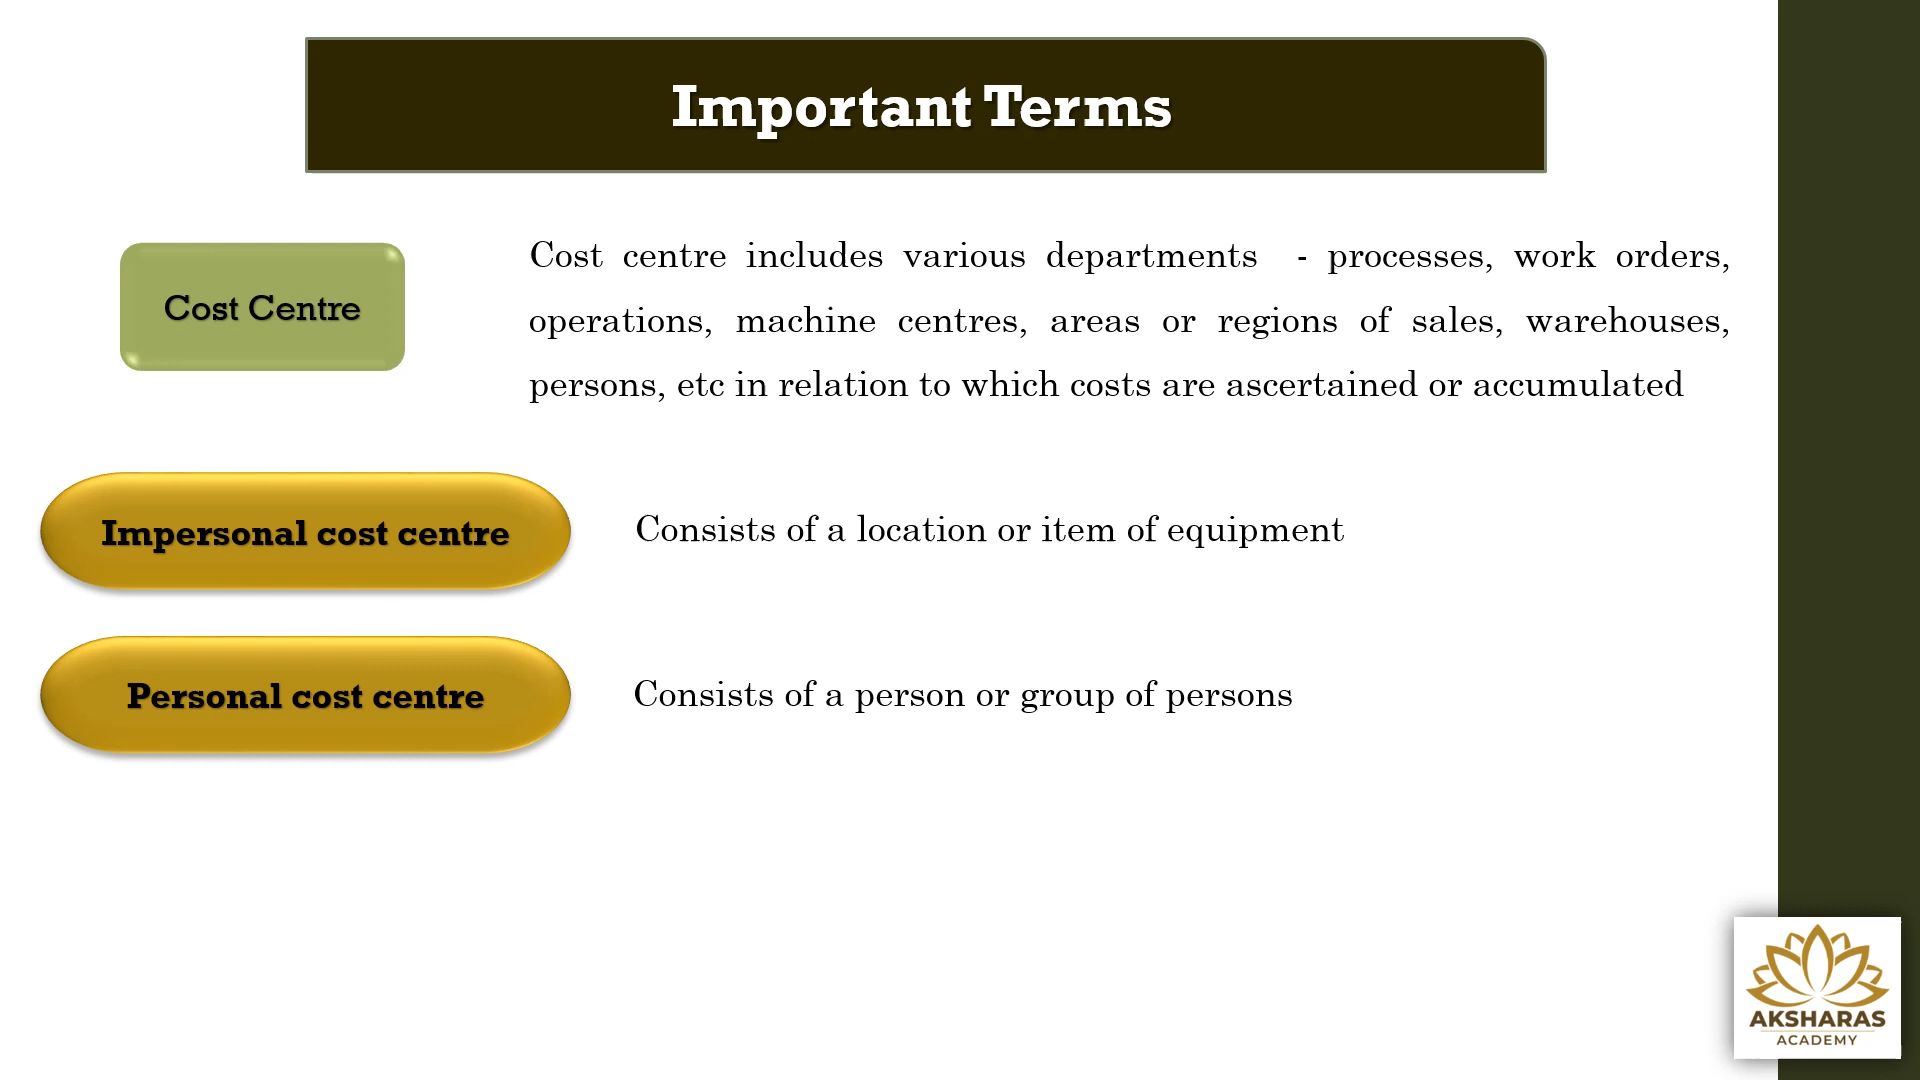 Important Terms
Cost Centre
Cost centre includes various departments - processes, work orders,
operations, machine centres, areas or regions of sales, warehouses,
persons, etc in relation to which costs are ascertained or accumulated
Impersonal cost centre
Consists of a location or item of equipment
Personal cost centre
Consists of a person or group of persons
AKSHARAS
ACADEMY